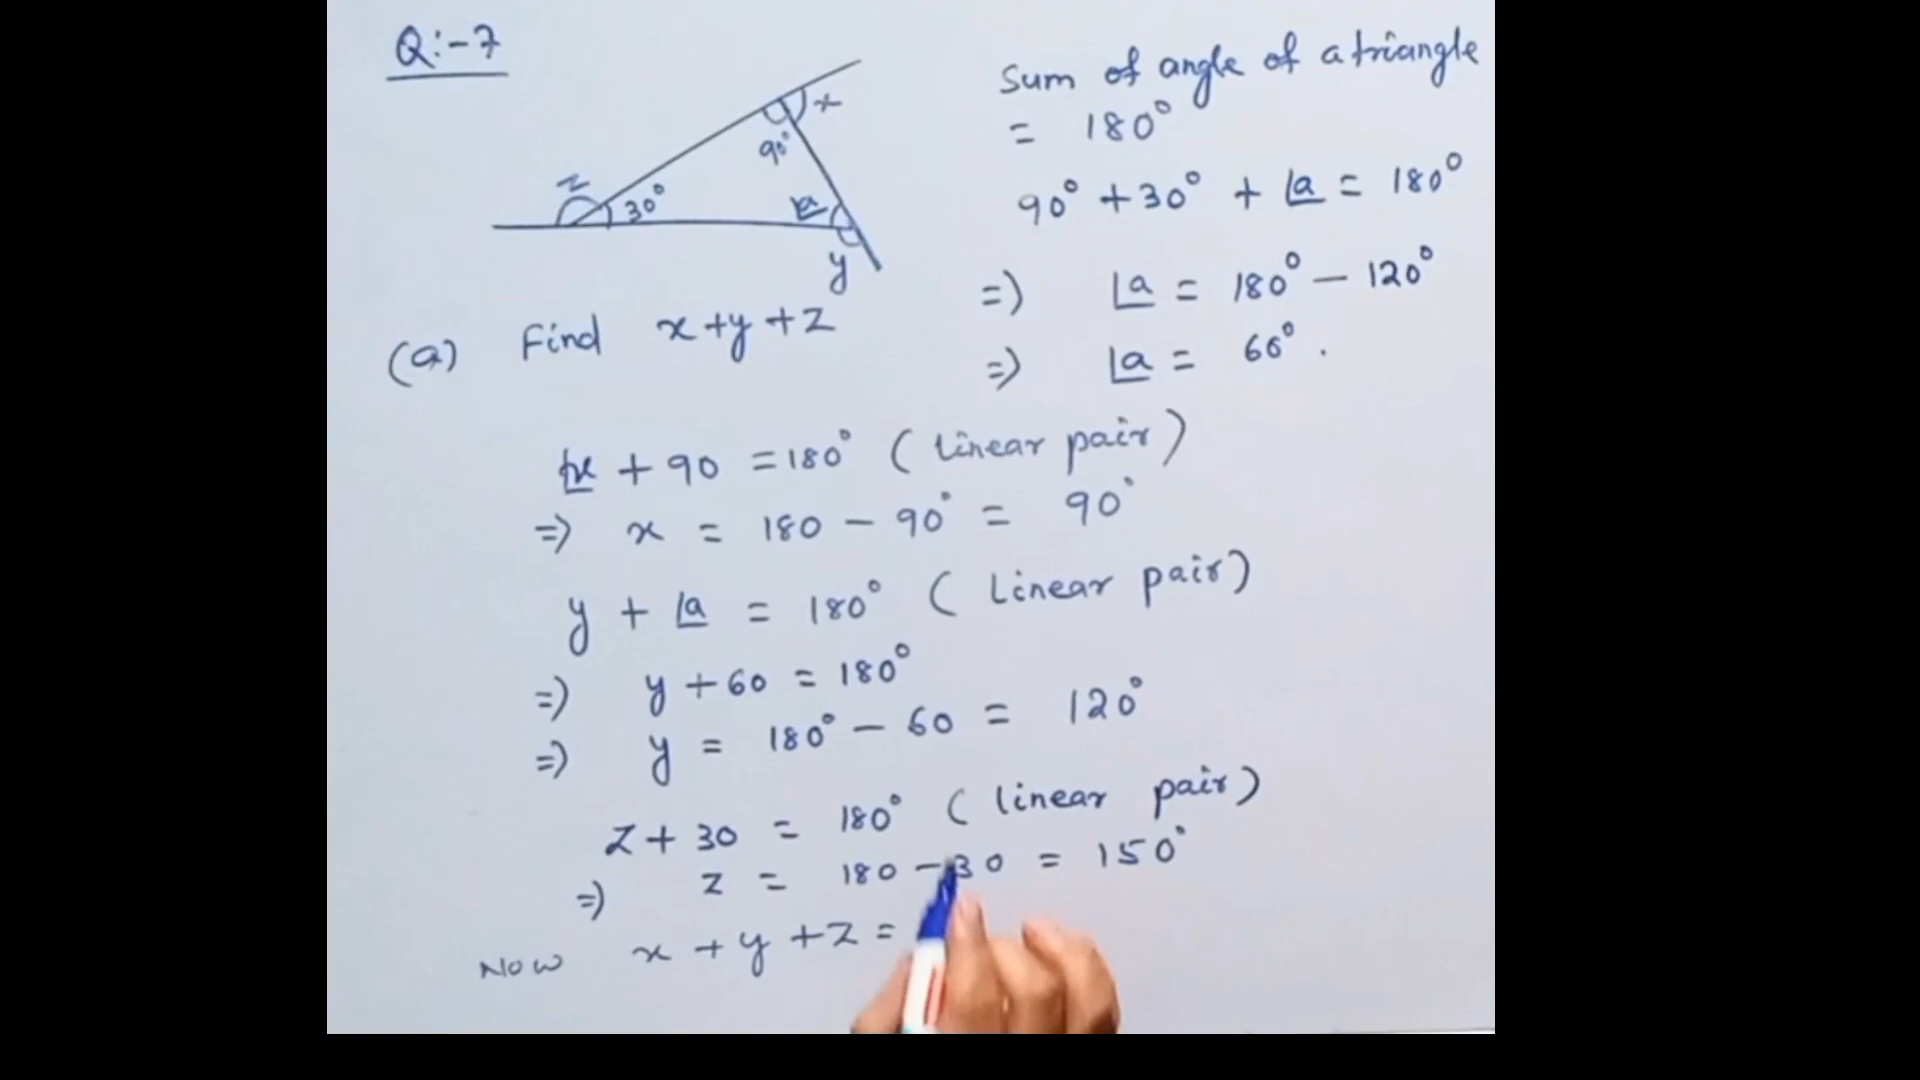 Q:-7
x
90°
z
30°
∠a
y
(a) Find x+y+z
Sum of angle of a triangle
= 180°
90° + 30° + ∠a = 180°
=> ∠a = 180° - 120°
=> ∠a = 60°.
∠x + 90 = 180° (linear pair)
=> x = 180 - 90° = 90°
y + ∠a = 180° (Linear pair)
=> y + 60 = 180°
=> y = 180° - 60 = 120°
z + 30 = 180° (linear pair)
=> z = 180 - 30 = 150°
Now x + y + z =